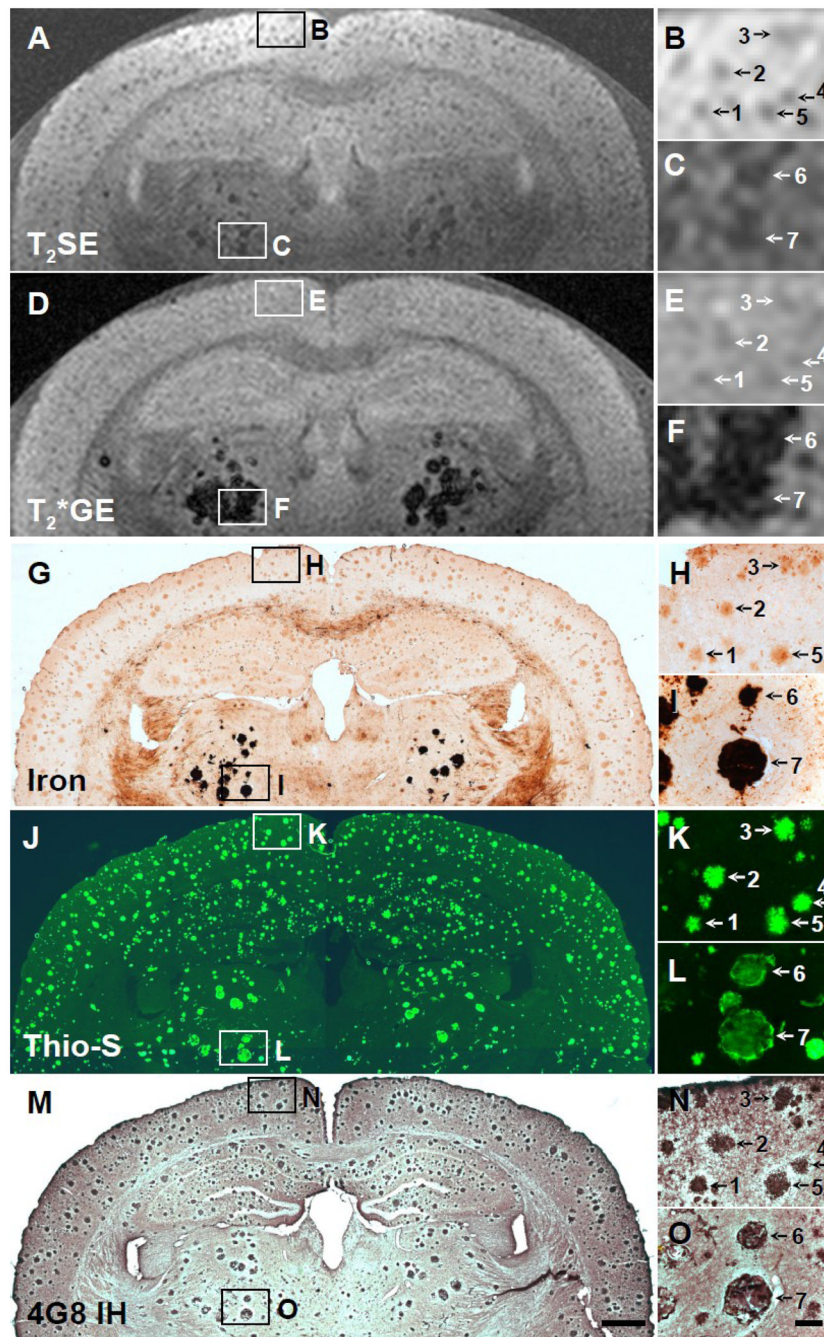 A
B
T₂SE
C
B
3
2
4
1
5
C
6
7
D
E
T₂*GE
F
E
3
2
4
1
5
F
6
7
G
H
Iron
I
H
3
2
1
5
I
6
7
J
K
Thio-S
L
K
3
2
4
1
5
L
6
7
M
N
4G8 IH
O
N
3
2
4
1
5
O
6
7